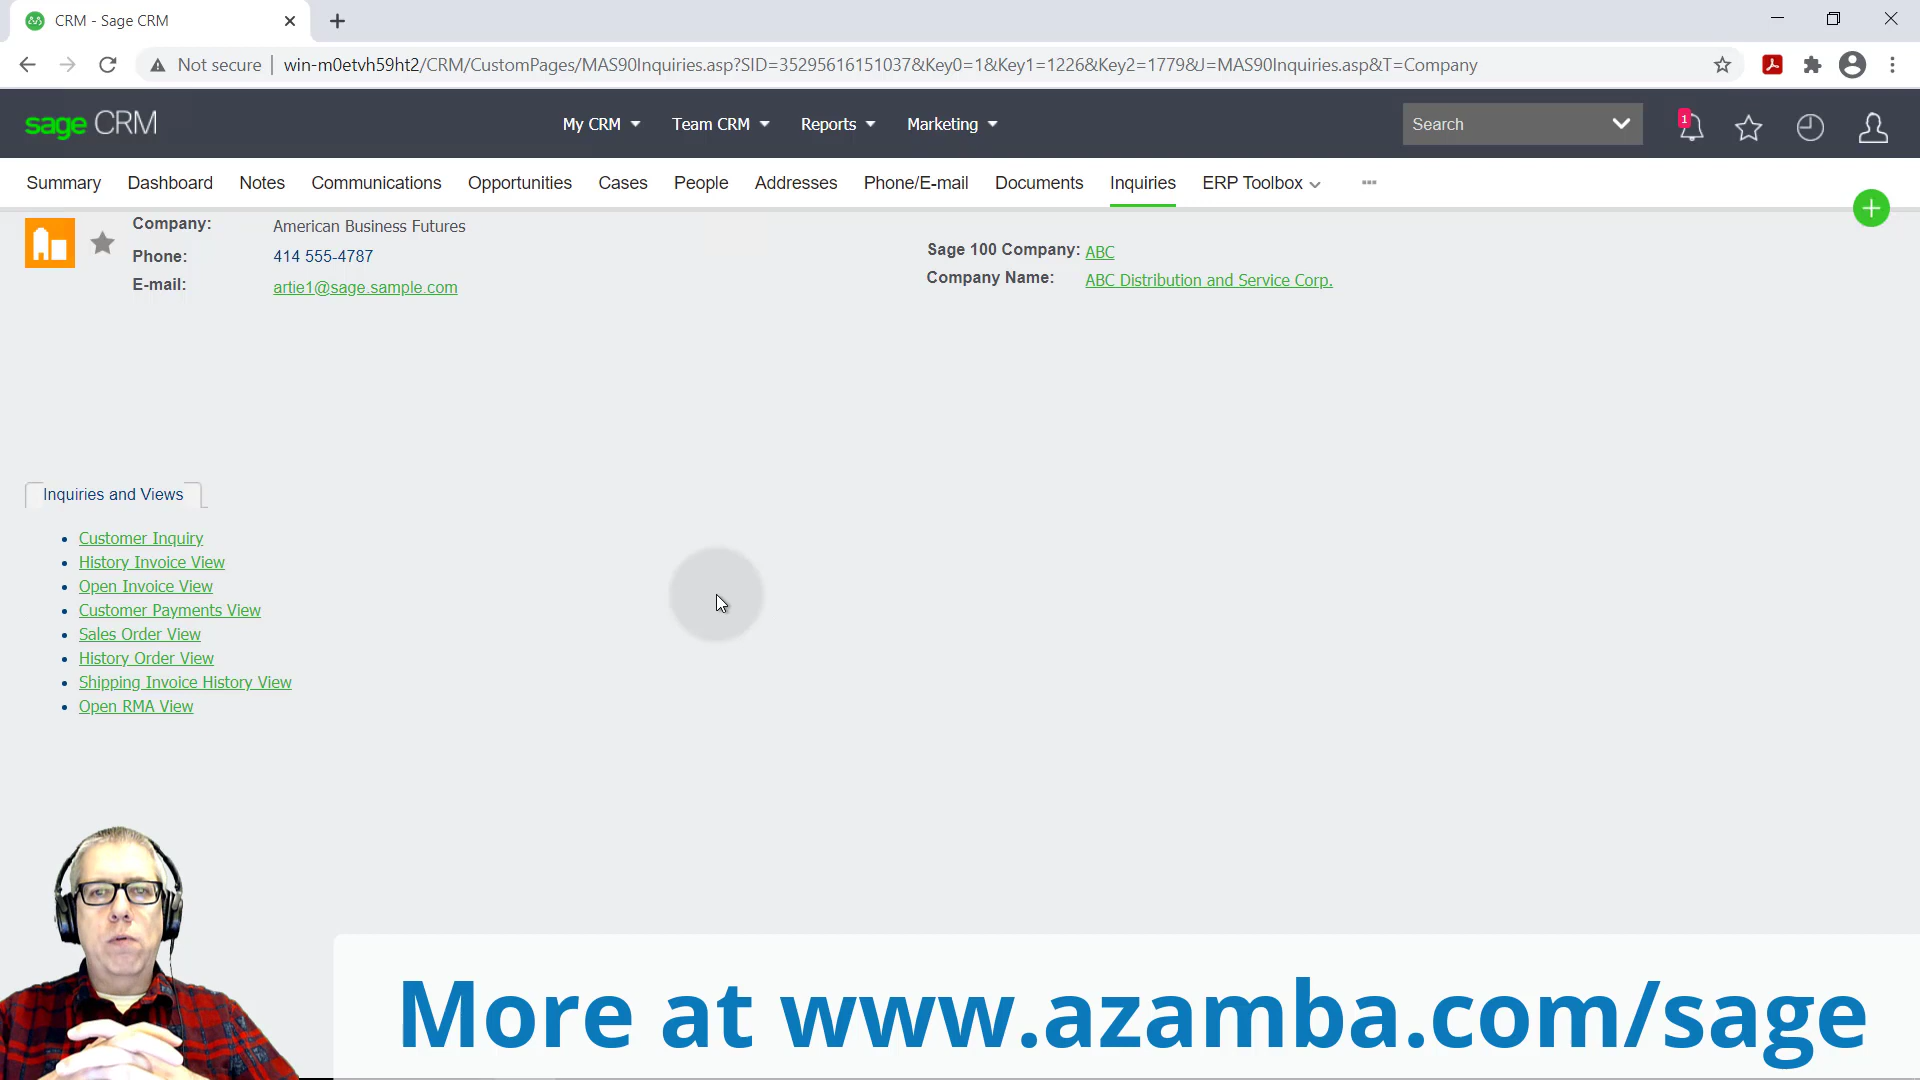 CRM - Sage CRM
Not secure | win-m0etvh59ht2/CRM/CustomPages/MAS90Inquiries.asp?SID=35295616151037&Key0=1&Key1=1226&Key2=1779&J=MAS90Inquiries.asp&T=Company
sage CRM
My CRM
Team CRM
Reports
Marketing
Search
1
Summary
Dashboard
Notes
Communications
Opportunities
Cases
People
Addresses
Phone/E-mail
Documents
Inquiries
ERP Toolbox
Company: American Business Futures
Phone: 414 555-4787
E-mail: artie1@sage.sample.com
Sage 100 Company: ABC
Company Name: ABC Distribution and Service Corp.
Inquiries and Views
Customer Inquiry
History Invoice View
Open Invoice View
Customer Payments View
Sales Order View
History Order View
Shipping Invoice History View
Open RMA View
More at www.azamba.com/sage